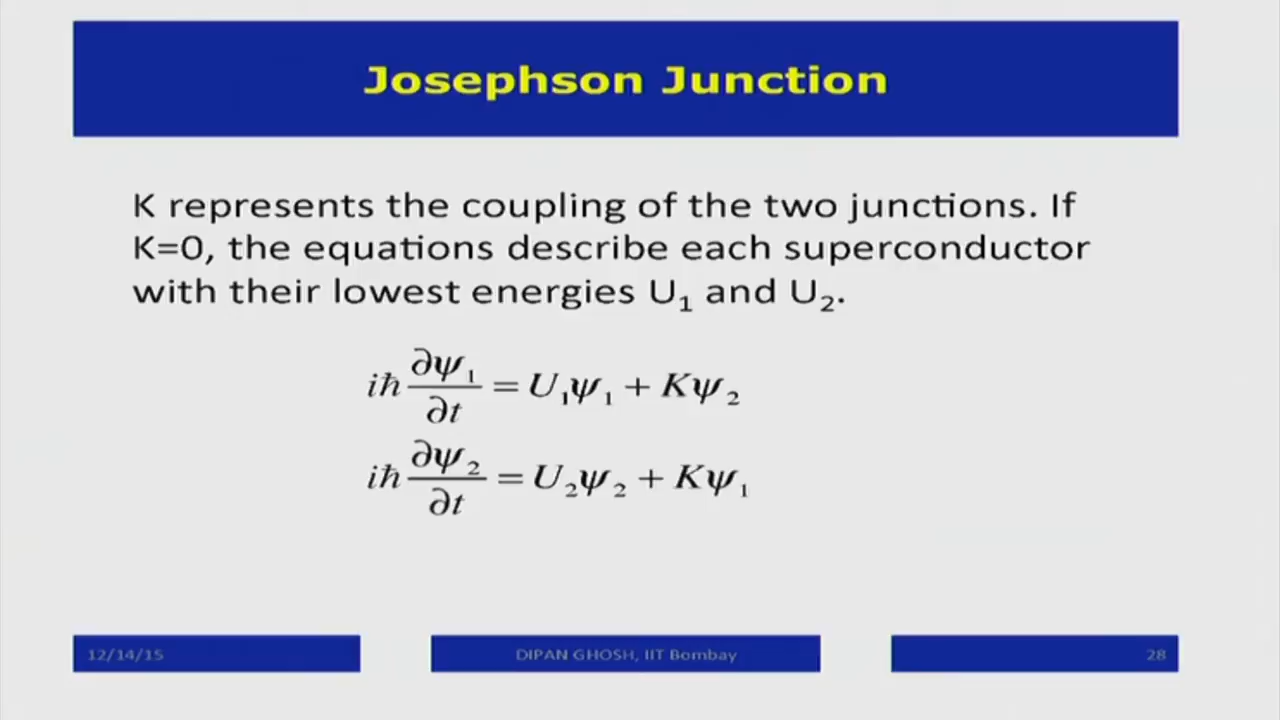 Josephson Junction
K represents the coupling of the two junctions. If
K=0, the equations describe each superconductor
with their lowest energies U₁ and U₂.
iħ ∂ψ₁/∂t = U₁ψ₁ + Kψ₂
iħ ∂ψ₂/∂t = U₂ψ₂ + Kψ₁
12/14/15
DIPAN GHOSH, IIT Bombay
28